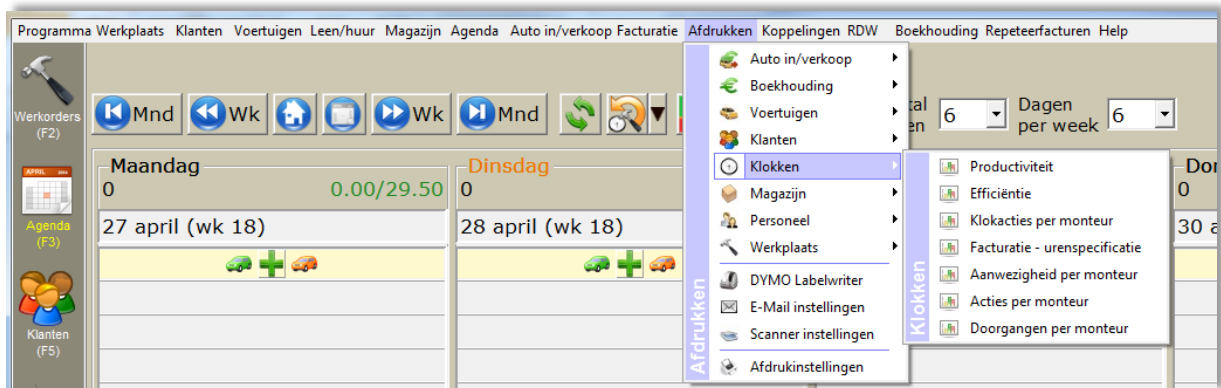 Programma Werkplaats Klanten Voertuigen Leen/huur Magazijn Agenda Auto in/verkoop Facturatie Afdrukken Koppelingen RDW Boekhouding Repeteerfacturen Help
Werkorders
(F2)
Mnd Wk Wk Mnd
6 Dagen
per week 6
APRIL
Agenda
(F3)
Klanten
(F5)
Maandag
0 0.00/29.50
27 april (wk 18)
Dinsdag
0
28 april (wk 18)
0
30
Afdrukken
Auto in/verkoop
Boekhouding
Voertuigen
Klanten
Klokken
Magazijn
Personeel
Werkplaats
DYMO Labelwriter
E-Mail instellingen
Scanner instellingen
Afdrukinstellingen
Klokken
Productiviteit
Efficiëntie
Klokacties per monteur
Facturatie - urenspecificatie
Aanwezigheid per monteur
Acties per monteur
Doorgangen per monteur